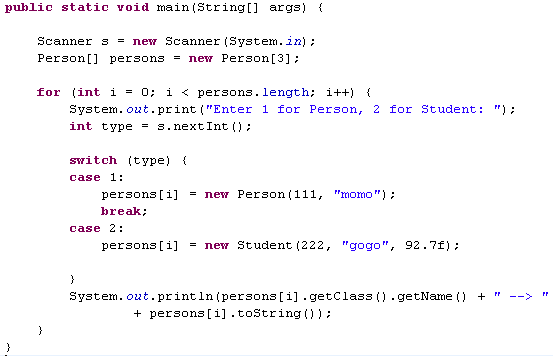 public static void main(String[] args) {
Scanner s = new Scanner(System.in);
Person[] persons = new Person[3];
for (int i = 0; i < persons.length; i++) {
System.out.print("Enter 1 for Person, 2 for Student: ");
int type = s.nextInt();
switch (type) {
case 1:
persons[i] = new Person(111, "momo");
break;
case 2:
persons[i] = new Student(222, "gogo", 92.7f);
}
System.out.println(persons[i].getClass().getName() + " --> "
+ persons[i].toString());
}
}